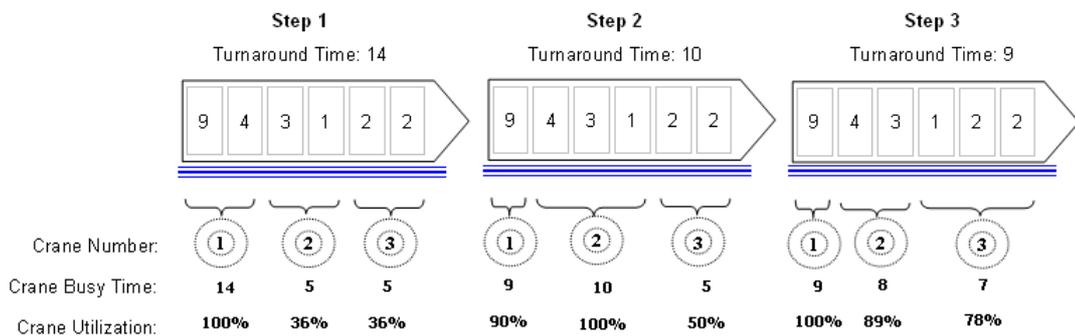 Step 1 Step 2 Step 3
Turnaround Time: 14 Turnaround Time: 10 Turnaround Time: 9
9 4 3 1 2 2 9 4 3 1 2 2 9 4 3 1 2 2
Crane Number: 1 2 3 1 2 3 1 2 3
Crane Busy Time: 14 5 5 9 10 5 9 8 7
Crane Utilization: 100% 36% 36% 90% 100% 50% 100% 89% 78%